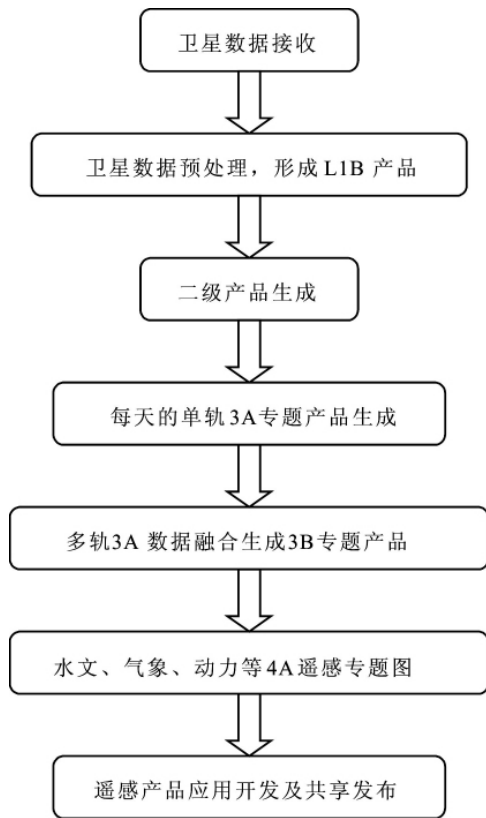 卫星数据接收
卫星数据预处理，形成 L1B 产品
二级产品生成
每天的单轨 3A 专题产品生成
多轨3A 数据融合生成3B 专题产品
水文、气象、动力等 4A 遥感专题图
遥感产品应用开发及共享发布